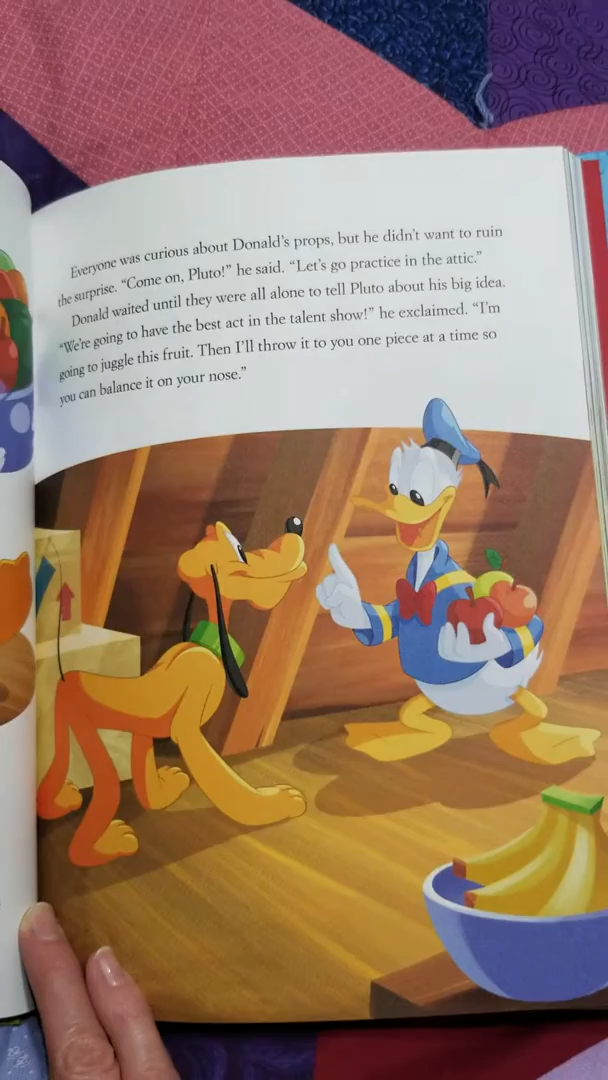 Everyone was curious about Donald's props, but he didn't want to ruin
the surprise. "Come on, Pluto!" he said. "Let's go practice in the attic."
Donald waited until they were all alone to tell Pluto about his big idea.
"We're going to have the best act in the talent show!" he exclaimed. "I'm
going to juggle this fruit. Then I'll throw it to you one piece at a time so
you can balance it on your nose."